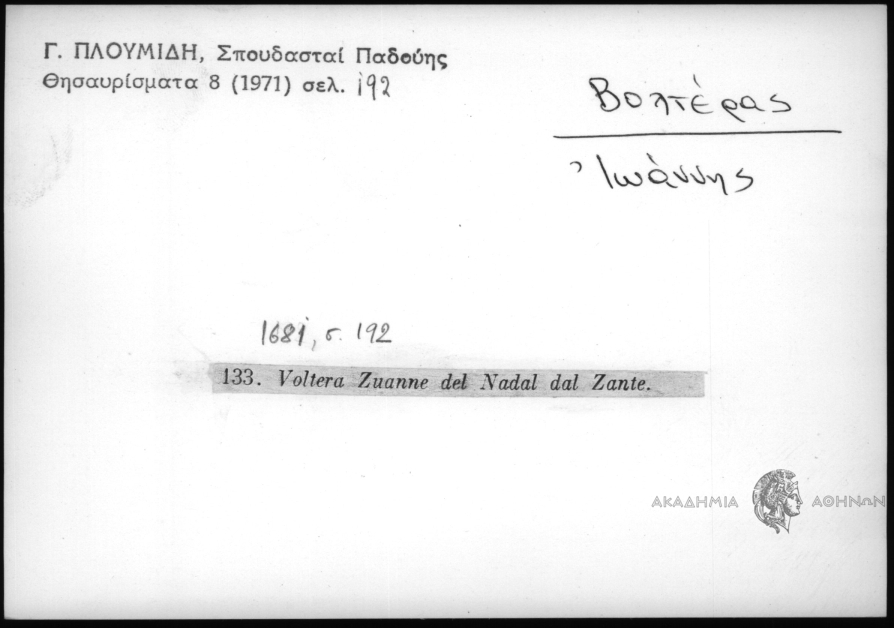 Γ. ΠΛΟΥΜΙΔΗ, Σπουδασταί Παδούης
Θησαυρίσματα 8 (1971) σελ. 192
Βολτέρας
Ἰωάννης
1681, σ. 192
133. Voltera Zuanne del Nadal dal Zante.
ΑΚΑΔΗΜΙΑ ΑΘΗΝΩΝ